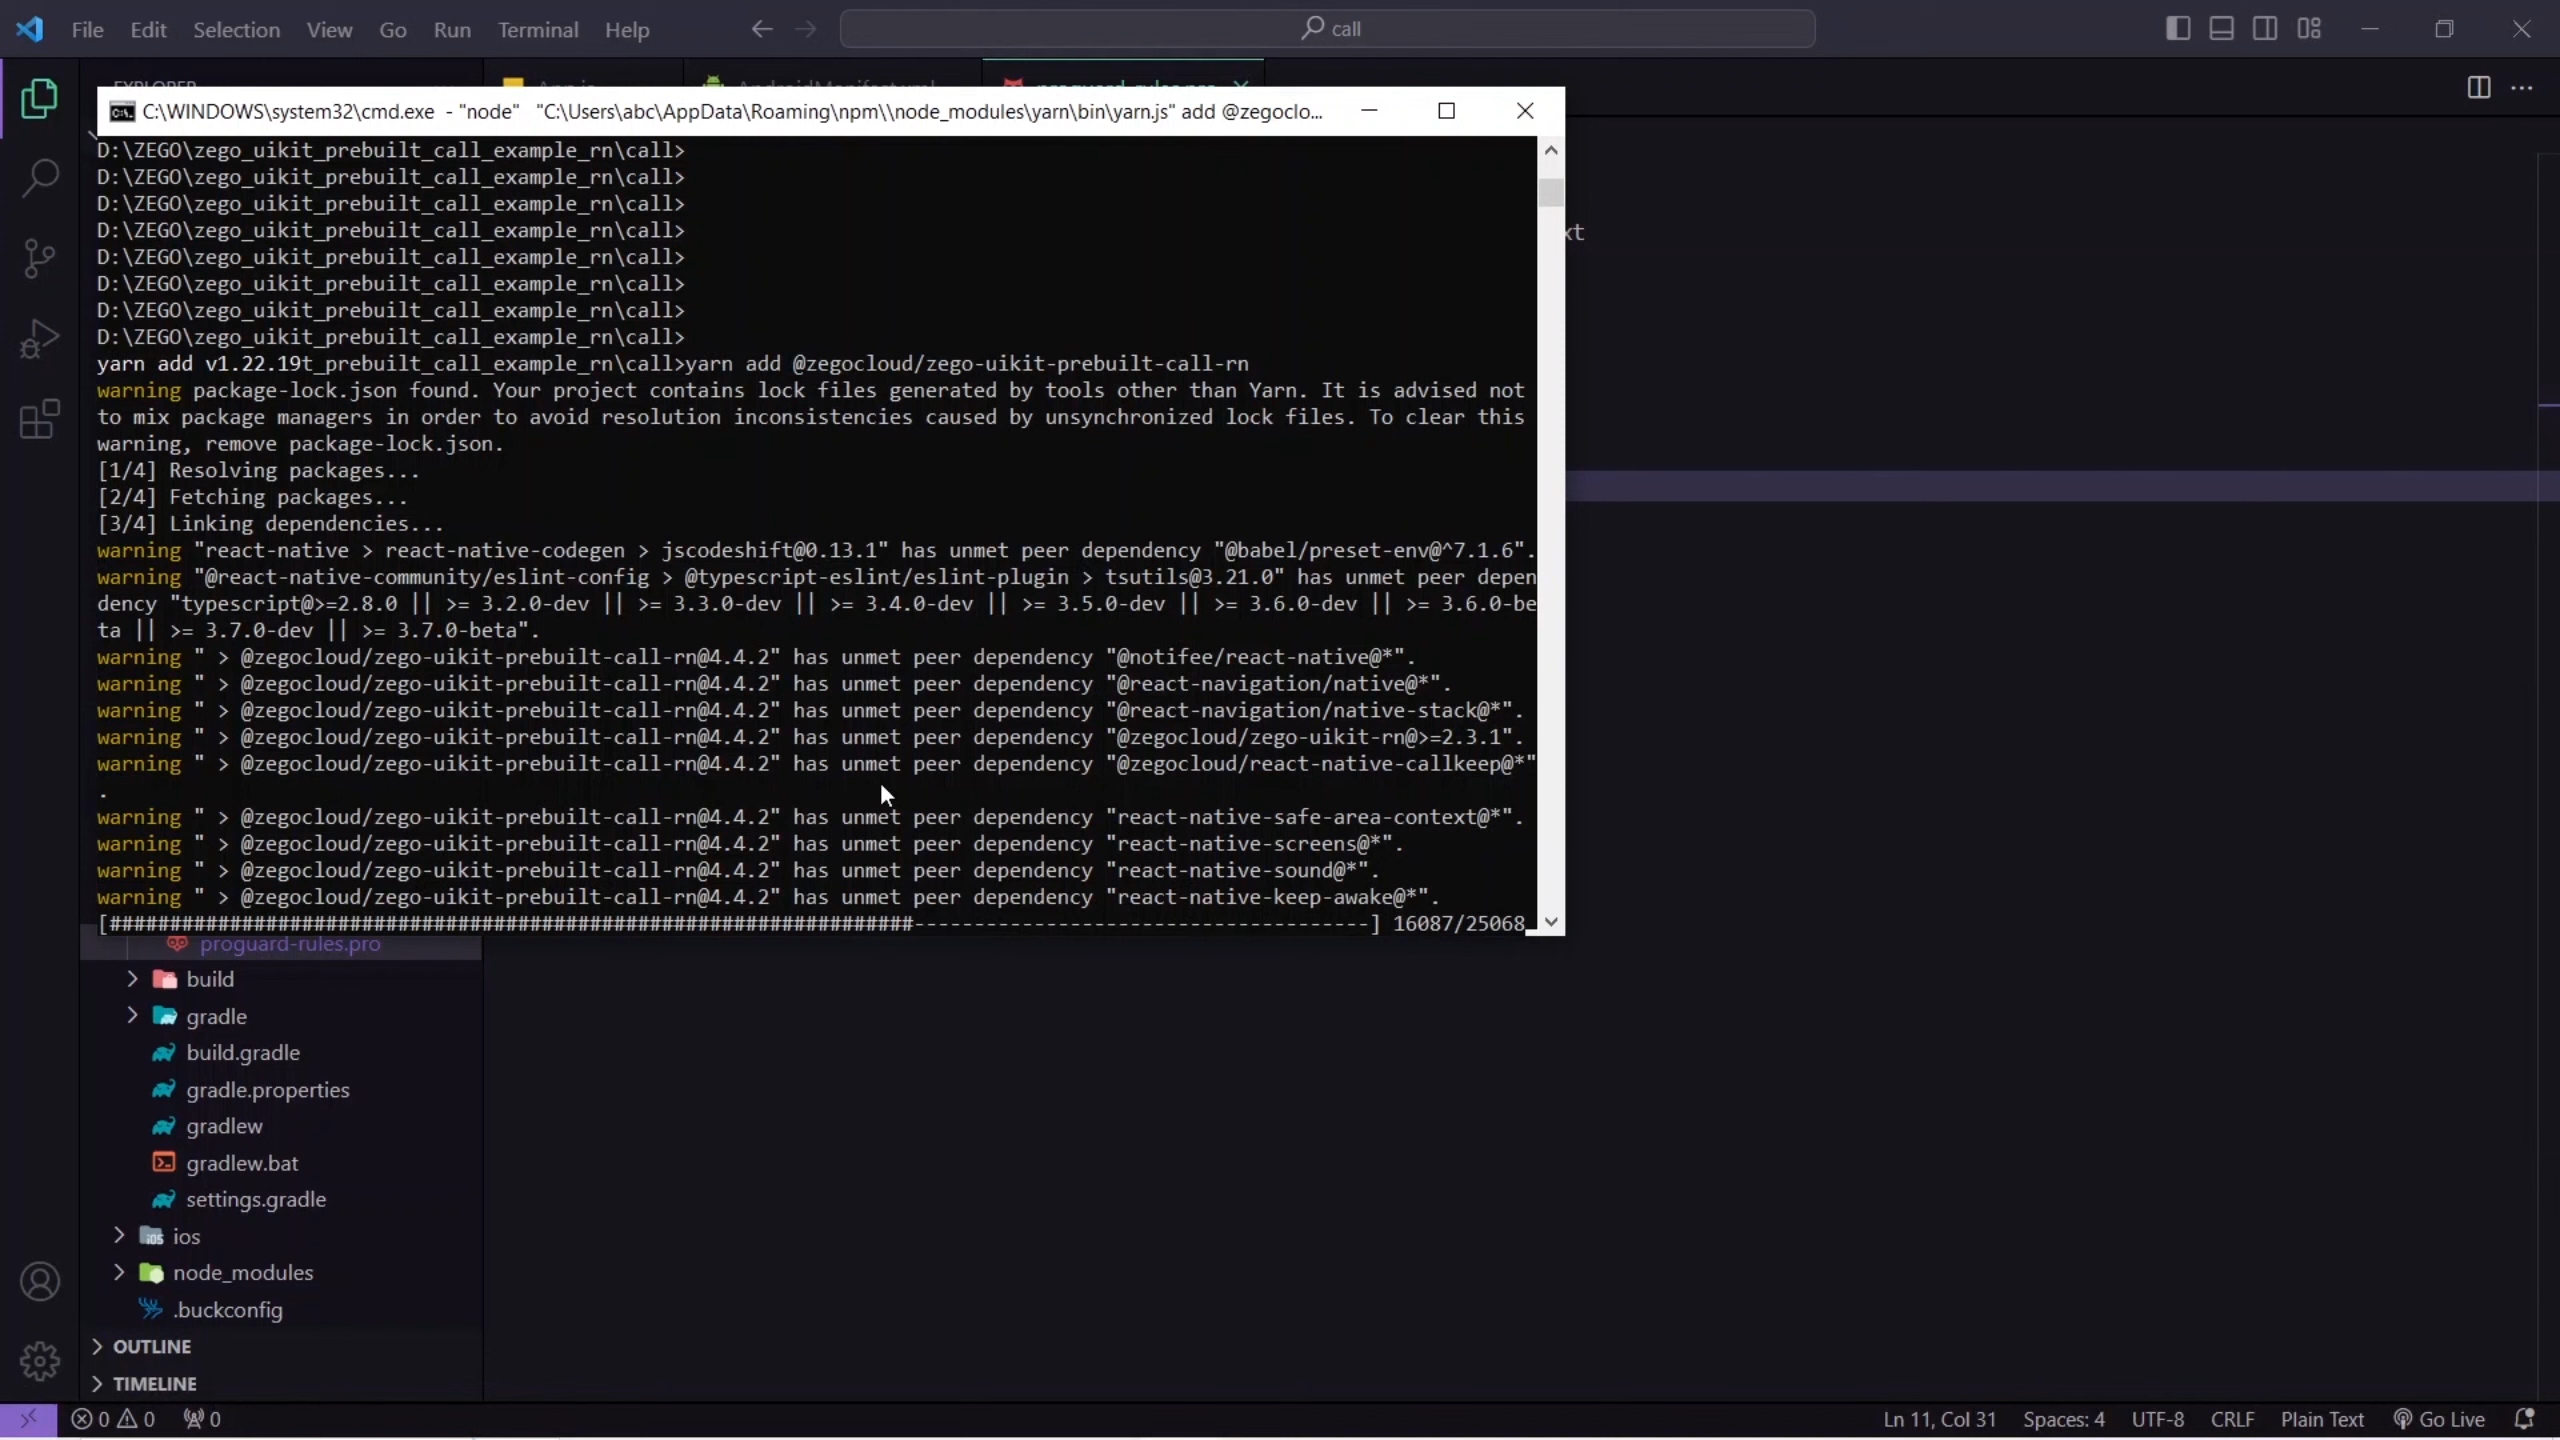 File Edit Selection View Go Run Terminal Help
call
C:\WINDOWS\system32\cmd.exe - "node" "C:\Users\abc\AppData\Roaming\npm\\node_modules\yarn\bin\yarn.js" add @zegoclo...
D:\ZEGO\zego_uikit_prebuilt_call_example_rn\call>
D:\ZEGO\zego_uikit_prebuilt_call_example_rn\call>
D:\ZEGO\zego_uikit_prebuilt_call_example_rn\call>
D:\ZEGO\zego_uikit_prebuilt_call_example_rn\call>
D:\ZEGO\zego_uikit_prebuilt_call_example_rn\call>
D:\ZEGO\zego_uikit_prebuilt_call_example_rn\call>
D:\ZEGO\zego_uikit_prebuilt_call_example_rn\call>
D:\ZEGO\zego_uikit_prebuilt_call_example_rn\call>
yarn add v1.22.19t_prebuilt_call_example_rn\call>yarn add @zegocloud/zego-uikit-prebuilt-call-rn
warning package-lock.json found. Your project contains lock files generated by tools other than Yarn. It is advised not
to mix package managers in order to avoid resolution inconsistencies caused by unsynchronized lock files. To clear this
warning, remove package-lock.json.
[1/4] Resolving packages...
[2/4] Fetching packages...
[3/4] Linking dependencies...
warning "react-native > react-native-codegen > jscodeshift@0.13.1" has unmet peer dependency "@babel/preset-env@^7.1.6".
warning "@react-native-community/eslint-config > @typescript-eslint/eslint-plugin > tsutils@3.21.0" has unmet peer depen
dency "typescript@>=2.8.0 || >= 3.2.0-dev || >= 3.3.0-dev || >= 3.4.0-dev || >= 3.5.0-dev || >= 3.6.0-dev || >= 3.6.0-be
ta || >= 3.7.0-dev || >= 3.7.0-beta".
warning " > @zegocloud/zego-uikit-prebuilt-call-rn@4.4.2" has unmet peer dependency "@notifee/react-native@*".
warning " > @zegocloud/zego-uikit-prebuilt-call-rn@4.4.2" has unmet peer dependency "@react-navigation/native@*".
warning " > @zegocloud/zego-uikit-prebuilt-call-rn@4.4.2" has unmet peer dependency "@react-navigation/native-stack@*".
warning " > @zegocloud/zego-uikit-prebuilt-call-rn@4.4.2" has unmet peer dependency "@zegocloud/zego-uikit-rn@>=2.3.1".
warning " > @zegocloud/zego-uikit-prebuilt-call-rn@4.4.2" has unmet peer dependency "@zegocloud/react-native-callkeep@*"
.
warning " > @zegocloud/zego-uikit-prebuilt-call-rn@4.4.2" has unmet peer dependency "react-native-safe-area-context@*".
warning " > @zegocloud/zego-uikit-prebuilt-call-rn@4.4.2" has unmet peer dependency "react-native-screens@*".
warning " > @zegocloud/zego-uikit-prebuilt-call-rn@4.4.2" has unmet peer dependency "react-native-sound@*".
warning " > @zegocloud/zego-uikit-prebuilt-call-rn@4.4.2" has unmet peer dependency "react-native-keep-awake@*".
[###################################################################--------------------------------------] 16087/25068
proguard-rules.pro
build
gradle
build.gradle
gradle.properties
gradlew
gradlew.bat
settings.gradle
ios
node_modules
.buckconfig
OUTLINE
TIMELINE
0 0 0 Ln 11, Col 31 Spaces: 4 UTF-8 CRLF Plain Text Go Live